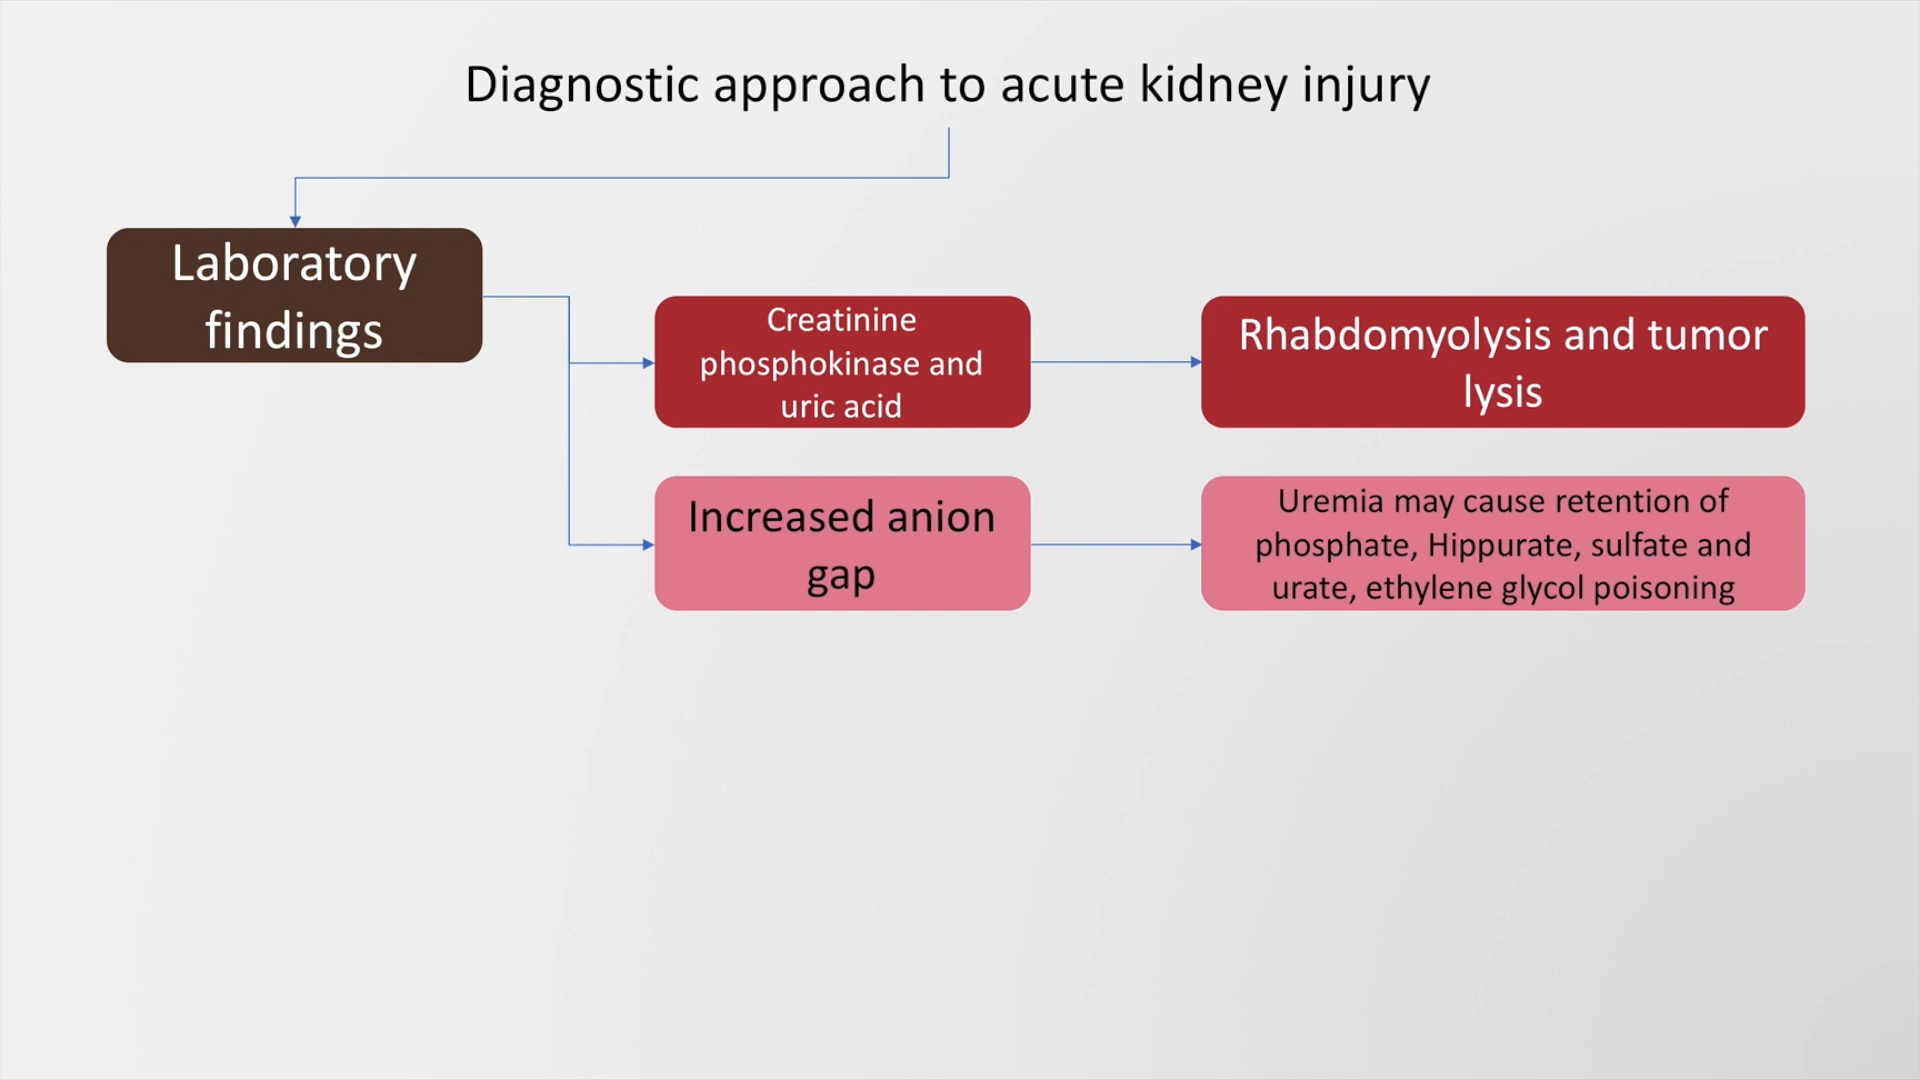 Diagnostic approach to acute kidney injury
Laboratory
findings
Creatinine
phosphokinase and
uric acid
Rhabdomyolysis and tumor
lysis
Increased anion
gap
Uremia may cause retention of
phosphate, Hippurate, sulfate and
urate, ethylene glycol poisoning